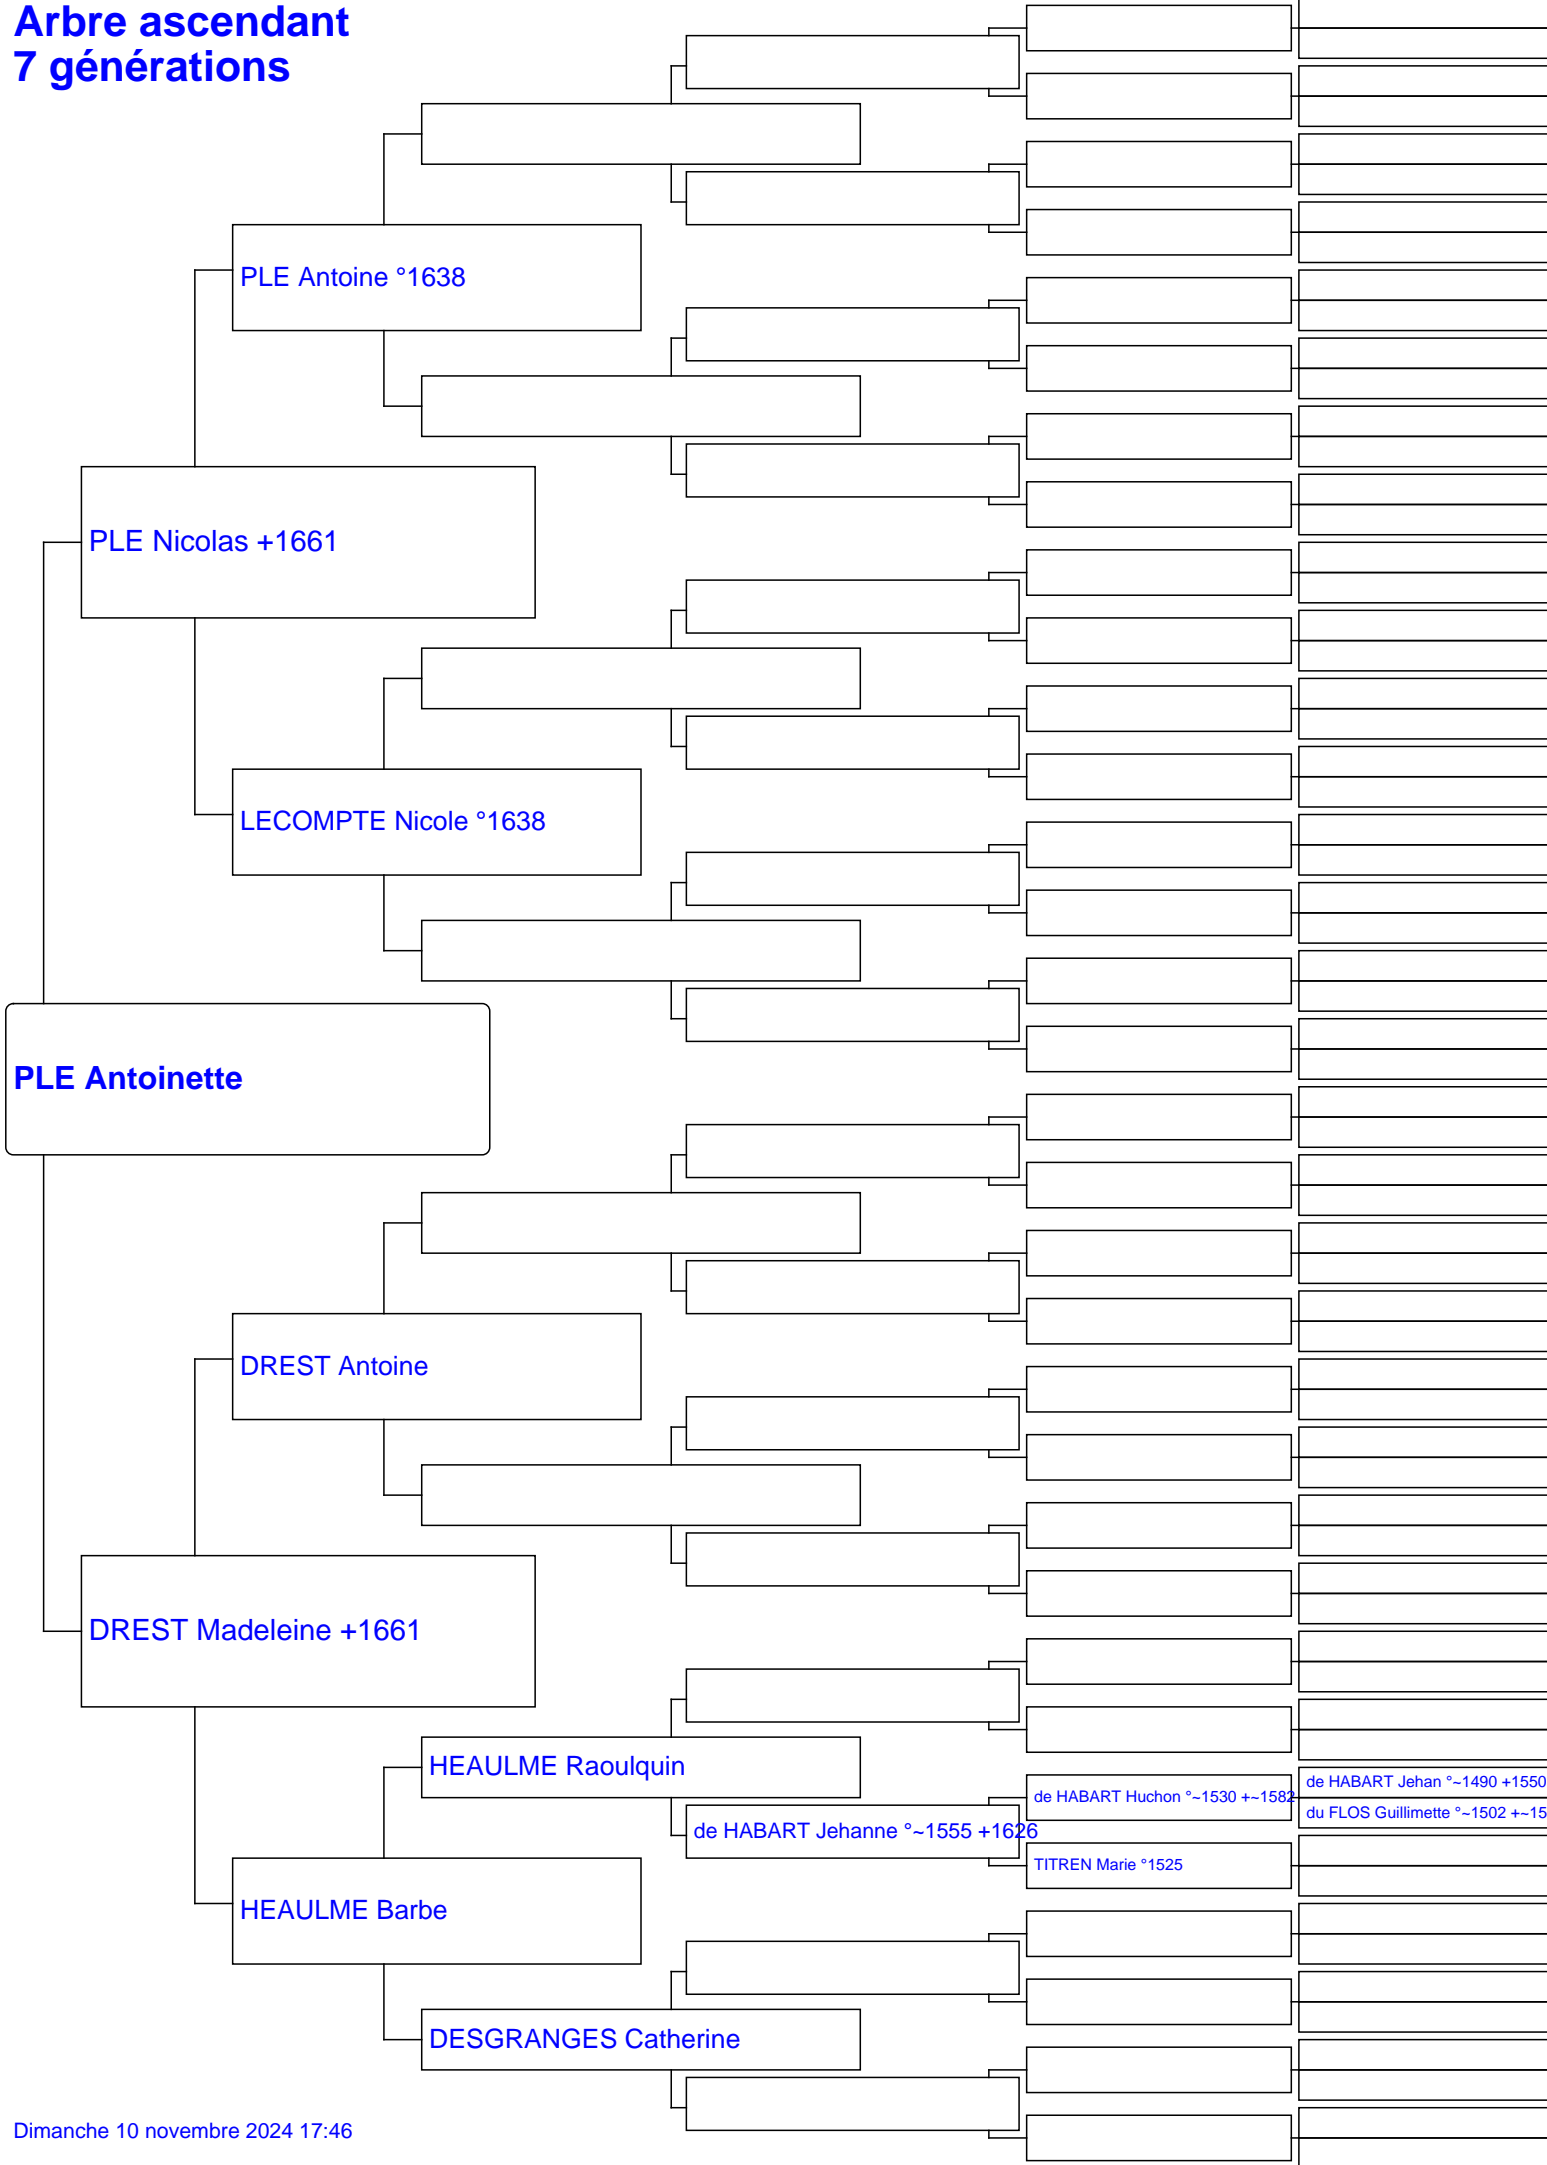 Arbre ascendant
7 générations
PLE Antoine °1638
PLE Nicolas +1661
LECOMPTE Nicole °1638
PLE Antoinette
DREST Antoine
DREST Madeleine +1661
HEAULME Raoulquin
de HABART Jehan °~1490 +1550
de HABART Huchon °~1530 +~1582
du FLOS Guillimette °~1502 +~15
de HABART Jehanne °~1555 +1626
TITREN Marie °1525
HEAULME Barbe
DESGRANGES Catherine
Dimanche 10 novembre 2024 17:46